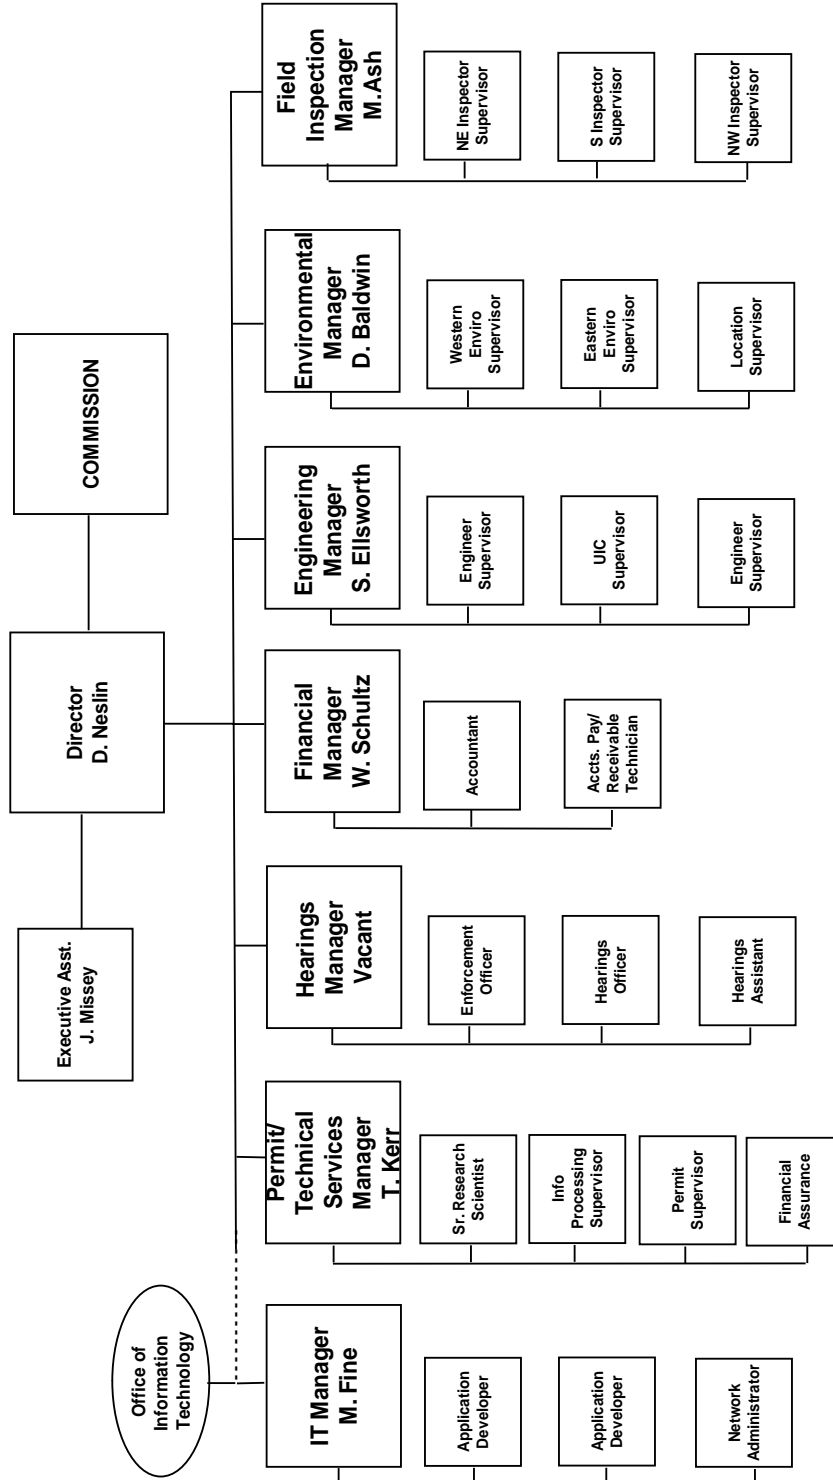 COMMISSION
Director
D. Neslin
Executive Asst.
J. Missey
Office of
Information
Technology
IT Manager
M. Fine
Application
Developer
Application
Developer
Network
Administrator
Permit/
Technical
Services
Manager
T. Kerr
Sr. Research
Scientist
Info
Processing
Supervisor
Permit
Supervisor
Financial
Assurance
Hearings
Manager
Vacant
Enforcement
Officer
Hearings
Officer
Hearings
Assistant
Financial
Manager
W. Schultz
Accountant
Accts. Pay/
Receivable
Technician
Engineering
Manager
S. Ellsworth
Engineer
Supervisor
UIC
Supervisor
Engineer
Supervisor
Environmental
Manager
D. Baldwin
Western
Enviro
Supervisor
Eastern
Enviro
Supervisor
Location
Supervisor
Field
Inspection
Manager
M.Ash
NE Inspector
Supervisor
S Inspector
Supervisor
NW Inspector
Supervisor